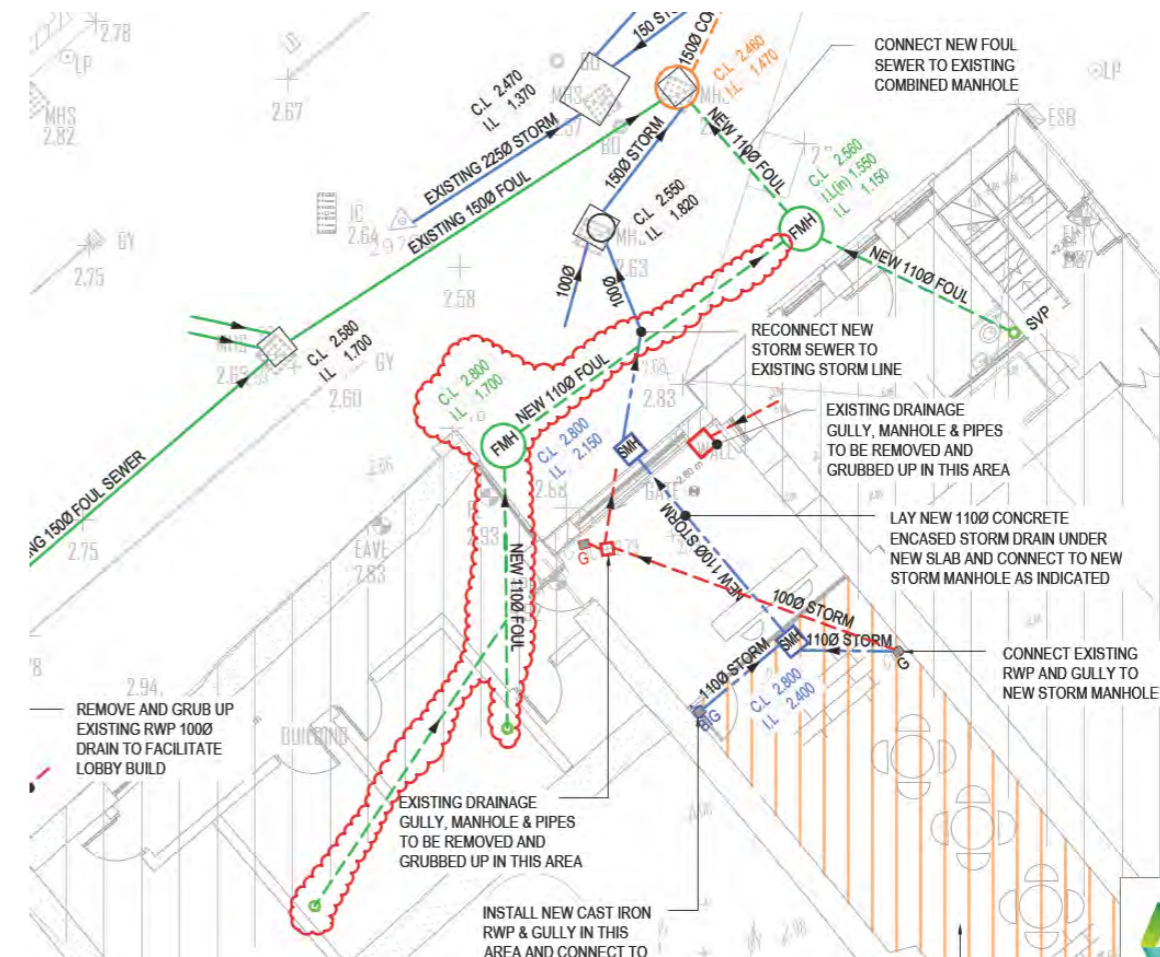 2.78
LP
MHS
2.82
2.67
150 ST
150Ø CO
C.L 2.460
I.L 1.470
CONNECT NEW FOUL
SEWER TO EXISTING
COMBINED MANHOLE
LP
ESB
C.L 2.470
I.L 1.370
EXISTING 225Ø STORM
EXISTING 150Ø FOUL
150Ø STORM
NEW 110Ø FOUL
C.L 2.560
I.L(in) 1.550
I.L 1.150
FMH
IC
2.64
GY
2.75
2.58
C.L 2.550
I.L 1.820
2.63
100Ø
100Ø
NEW 110Ø FOUL
SVP
C.L 2.580
I.L 1.700
GY
2.60
RECONNECT NEW
STORM SEWER TO
EXISTING STORM LINE
C.L 2.800
I.L 1.700
NEW 110Ø FOUL
FMH
C.L 2.800
I.L 2.150
SMH
2.83
EXISTING DRAINAGE
GULLY, MANHOLE & PIPES
TO BE REMOVED AND
GRUBBED UP IN THIS AREA
NG 150Ø FOUL SEWER
2.75
2.68
GATE
EAVE
2.93
NEW 110Ø FOUL
G
NEW 110Ø STORM
LAY NEW 110Ø CONCRETE
ENCASED STORM DRAIN UNDER
NEW SLAB AND CONNECT TO NEW
STORM MANHOLE AS INDICATED
100Ø STORM
110Ø STORM
SMH
110Ø STORM
G
CONNECT EXISTING
RWP AND GULLY TO
NEW STORM MANHOLE
C.L 2.800
I.L 2.400
BIG
2.94
REMOVE AND GRUB UP
EXISTING RWP 100Ø
DRAIN TO FACILITATE
LOBBY BUILD
BUILDING
EXISTING DRAINAGE
GULLY, MANHOLE & PIPES
TO BE REMOVED AND
GRUBBED UP IN THIS AREA
INSTALL NEW CAST IRON
RWP & GULLY IN THIS
AREA AND CONNECT TO